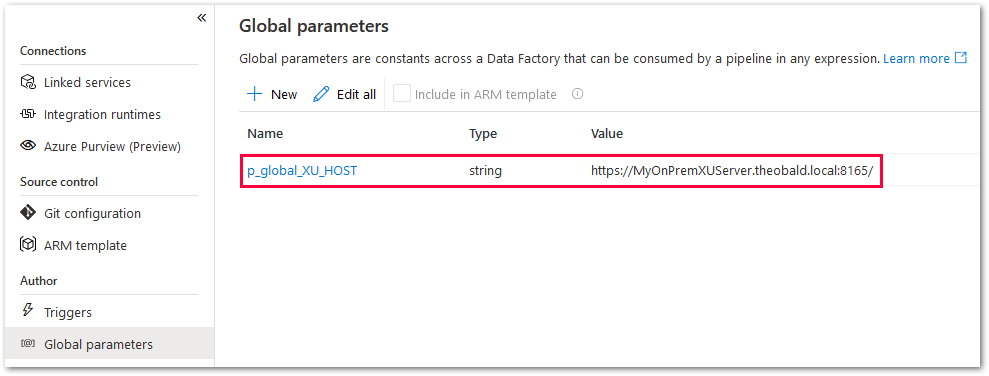 «
Connections
Linked services
Integration runtimes
Azure Purview (Preview)
Source control
Git configuration
ARM template
Author
Triggers
Global parameters
Global parameters
Global parameters are constants across a Data Factory that can be consumed by a pipeline in any expression. Learn more
New Edit all Include in ARM template
Name Type Value
p_global_XU_HOST string https://MyOnPremXUServer.theobald.local:8165/